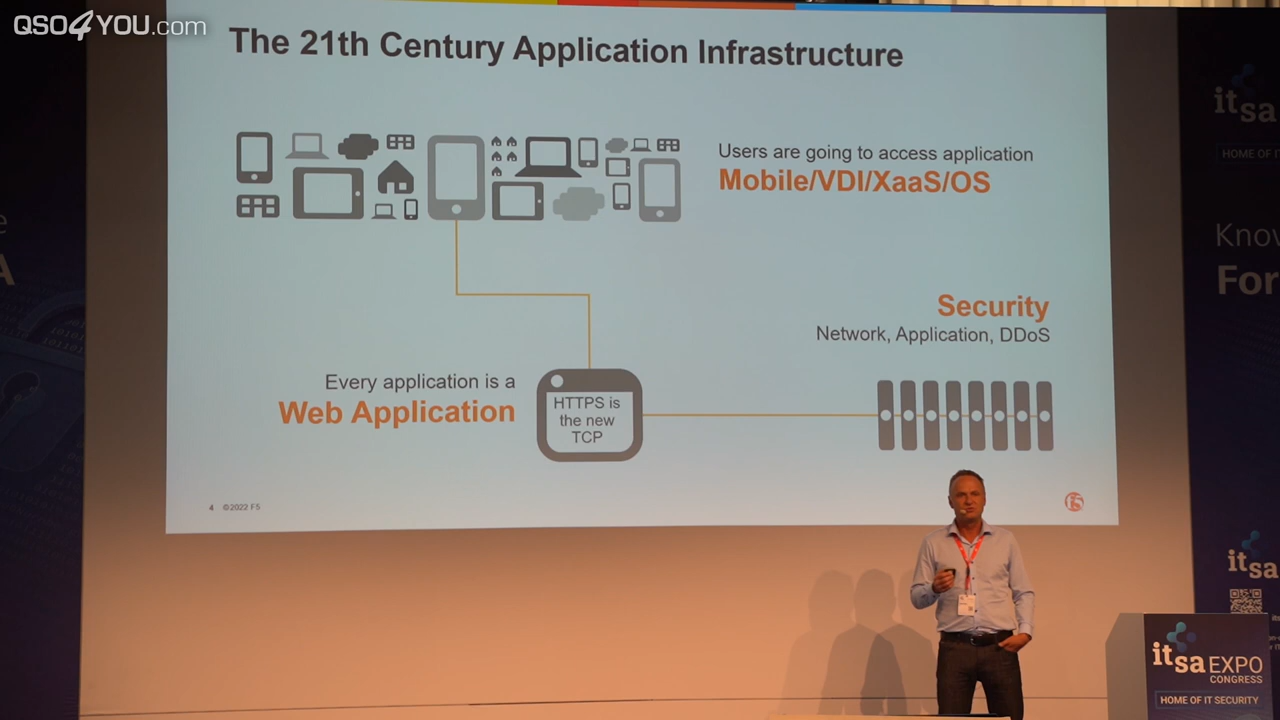 QSO4YOU.com
The 21th Century Application Infrastructure
Users are going to access application
Mobile/VDI/XaaS/OS
Security
Network, Application, DDoS
Every application is a
Web Application
HTTPS is
the new
TCP
4 ©2022 F5
itsa
HOME OF IT
Know
For
itsa
itsa EXPO
CONGRESS
HOME OF IT SECURITY